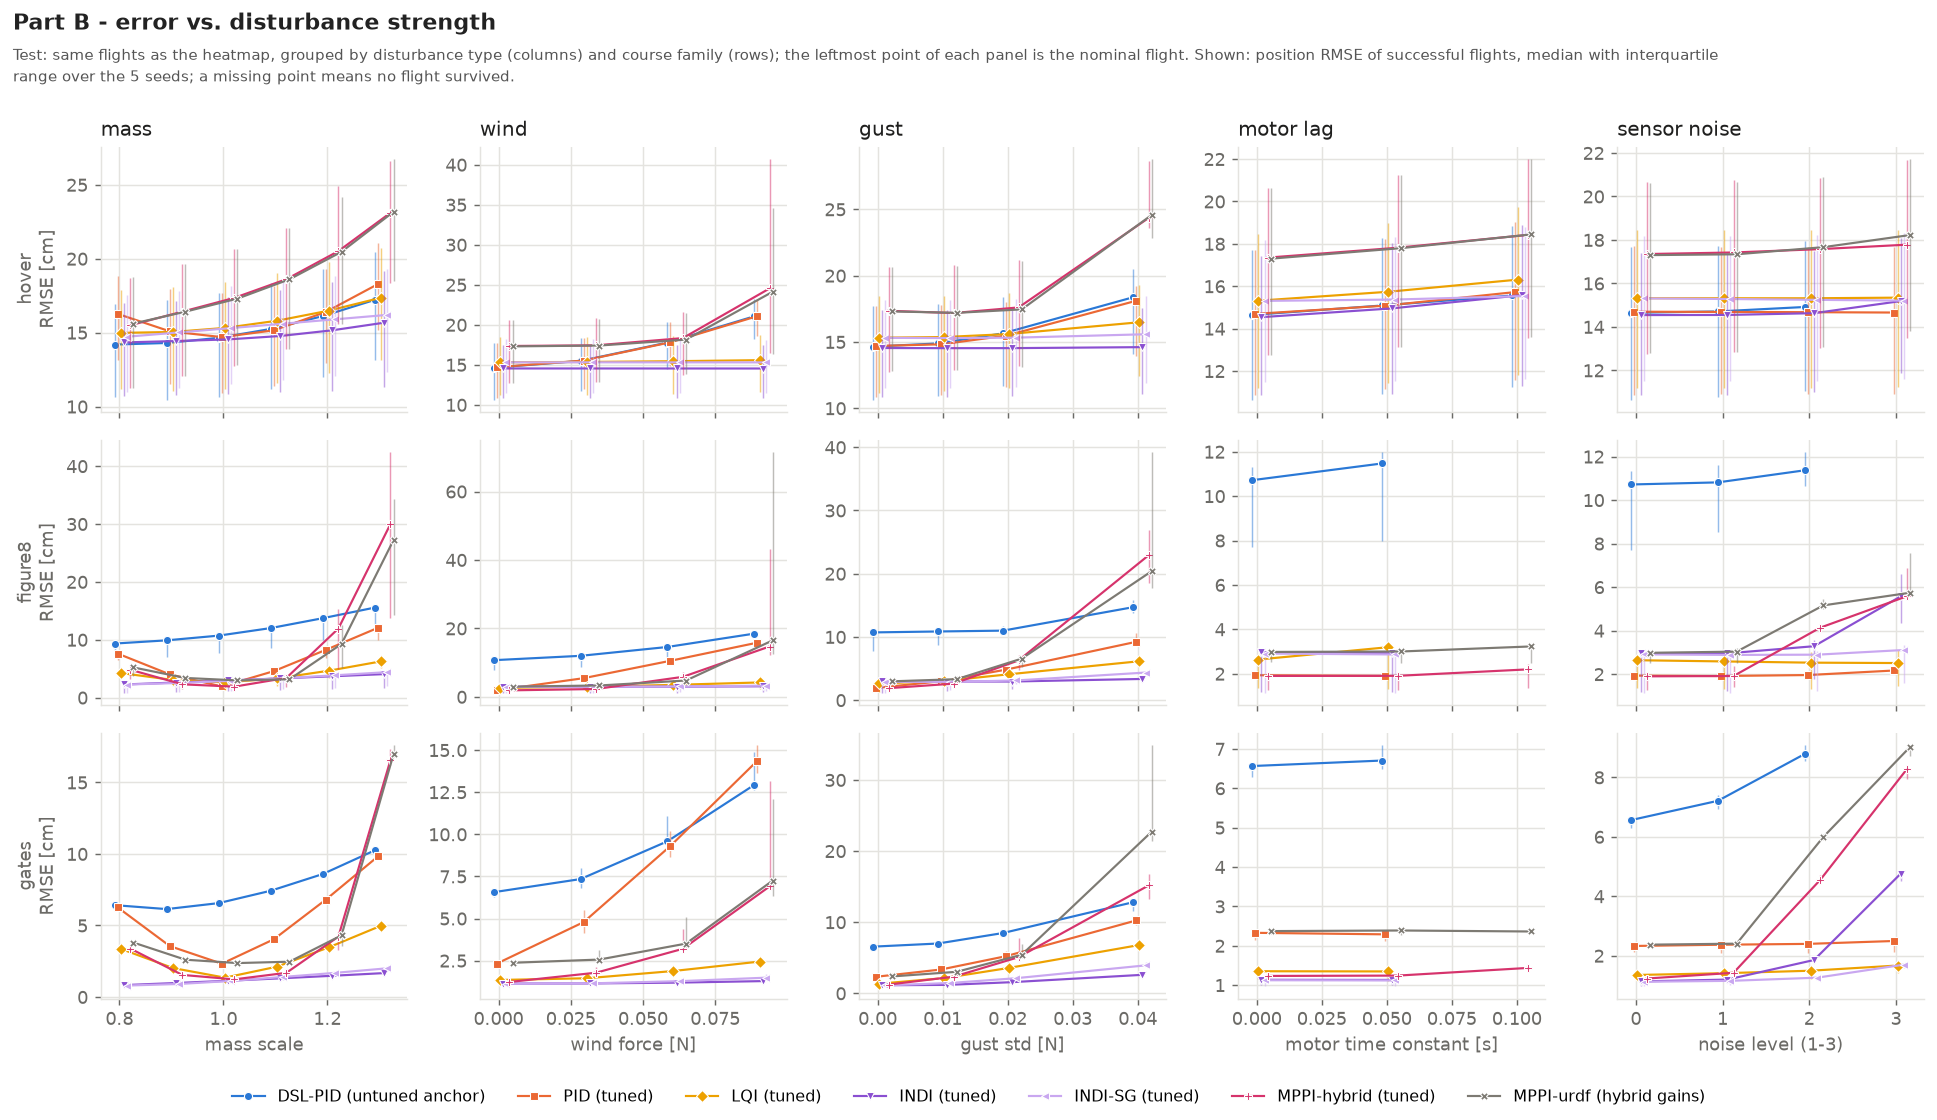 Part B - error vs. disturbance strength
Test: same flights as the heatmap, grouped by disturbance type (columns) and course family (rows); the leftmost point of each panel is the nominal flight. Shown: position RMSE of successful flights, median with interquartile
range over the 5 seeds; a missing point means no flight survived.
mass wind gust motor lag sensor noise
hover
RMSE [cm]
25 20 15 10
40 35 30 25 20 15 10
25 20 15 10
22 20 18 16 14 12
22 20 18 16 14 12
figure8
RMSE [cm]
40 30 20 10 0
60 40 20 0
40 30 20 10 0
12 10 8 6 4 2
12 10 8 6 4 2
gates
RMSE [cm]
15 10 5 0
15.0 12.5 10.0 7.5 5.0 2.5
30 20 10 0
7 6 5 4 3 2 1
8 6 4 2
0.8 1.0 1.2
0.000 0.025 0.050 0.075
0.00 0.01 0.02 0.03 0.04
0.000 0.025 0.050 0.075 0.100
0 1 2 3
mass scale wind force [N] gust std [N] motor time constant [s] noise level (1-3)
DSL-PID (untuned anchor) PID (tuned) LQI (tuned) INDI (tuned) INDI-SG (tuned) MPPI-hybrid (tuned) MPPI-urdf (hybrid gains)